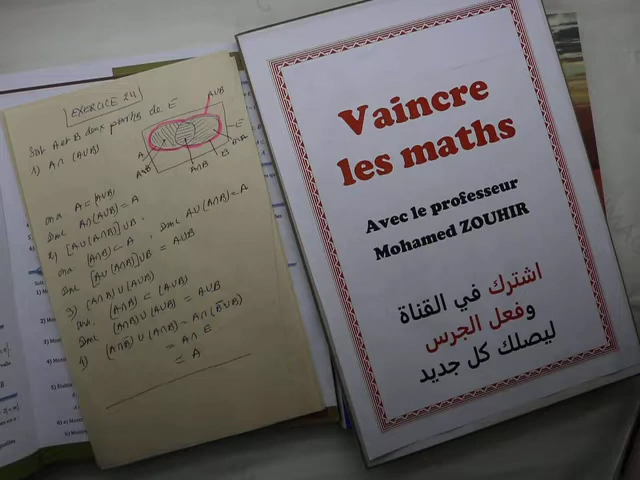 EXERCICE 24
Soit A et B deux parties de E
1) A∩(A∪B)
A∪B
E
A
B
A∩B
on a A⊂(A∪B)
donc A∩(A∪B)=A
2) [A∪(A∩B)]∪B
on a (A∩B)⊂A, donc A∪(A∩B)=A
donc [A∪(A∩B)]∪B = A∪B
3) (A∩B)∪(A∪B)
(A∩B)⊂(A∪B)
donc (A∩B)∪(A∪B) = A∪B
4) = A∩E
= A
Vaincre
les maths
Avec le professeur
Mohamed ZOUHIR
اشترك في القناة
وفعل الجرس
ليصلك كل جديد